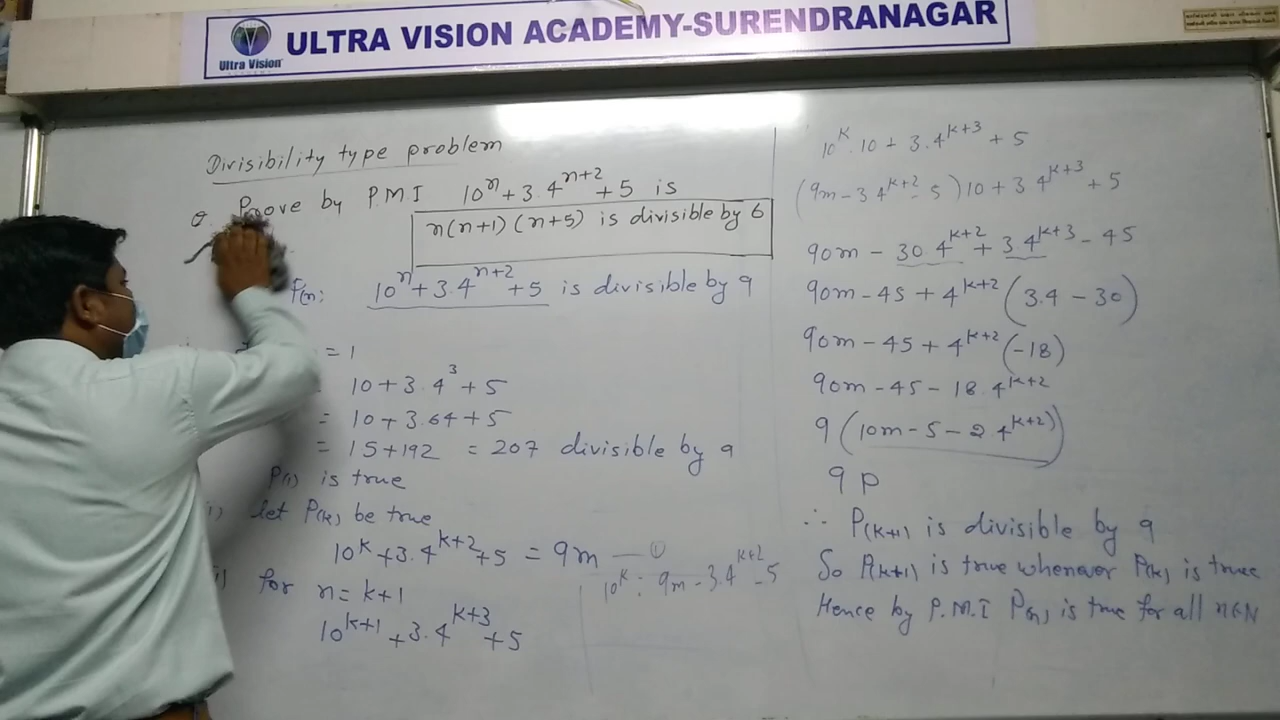 ULTRA VISION ACADEMY-SURENDRANAGAR
Ultra Vision
Divisibility type problem
Q. Prove by P.M.I 10^n + 3.4^{n+2} + 5 is
n(n+1)(n+5) is divisible by 6
P(n): 10^n + 3.4^{n+2} + 5 is divisible by 9
= 1
10 + 3.4^3 + 5
= 10 + 3.64 + 5
= 15 + 192 = 207 divisible by 9
P(1) is true
let P(k) be true
10^k + 3.4^{k+2} + 5 = 9m — ①
10^k : 9m - 3.4^{k+2} - 5
for n = k+1
10^{k+1} + 3.4^{k+3} + 5
10^k . 10 + 3.4^{k+3} + 5
(9m - 3 4^{k+2} - 5) 10 + 3 4^{k+3} + 5
90m - 30 4^{k+2} + 3 4^{k+3} - 45
90m - 45 + 4^{k+2} (3.4 - 30)
90m - 45 + 4^{k+2} (-18)
90m - 45 - 18. 4^{k+2}
9 (10m - 5 - 2 4^{k+2})
9 p
∴ P(k+1) is divisible by 9
So P(k+1) is true whenever P(k) is true
Hence by P.M.I P(n) is true for all n∈N